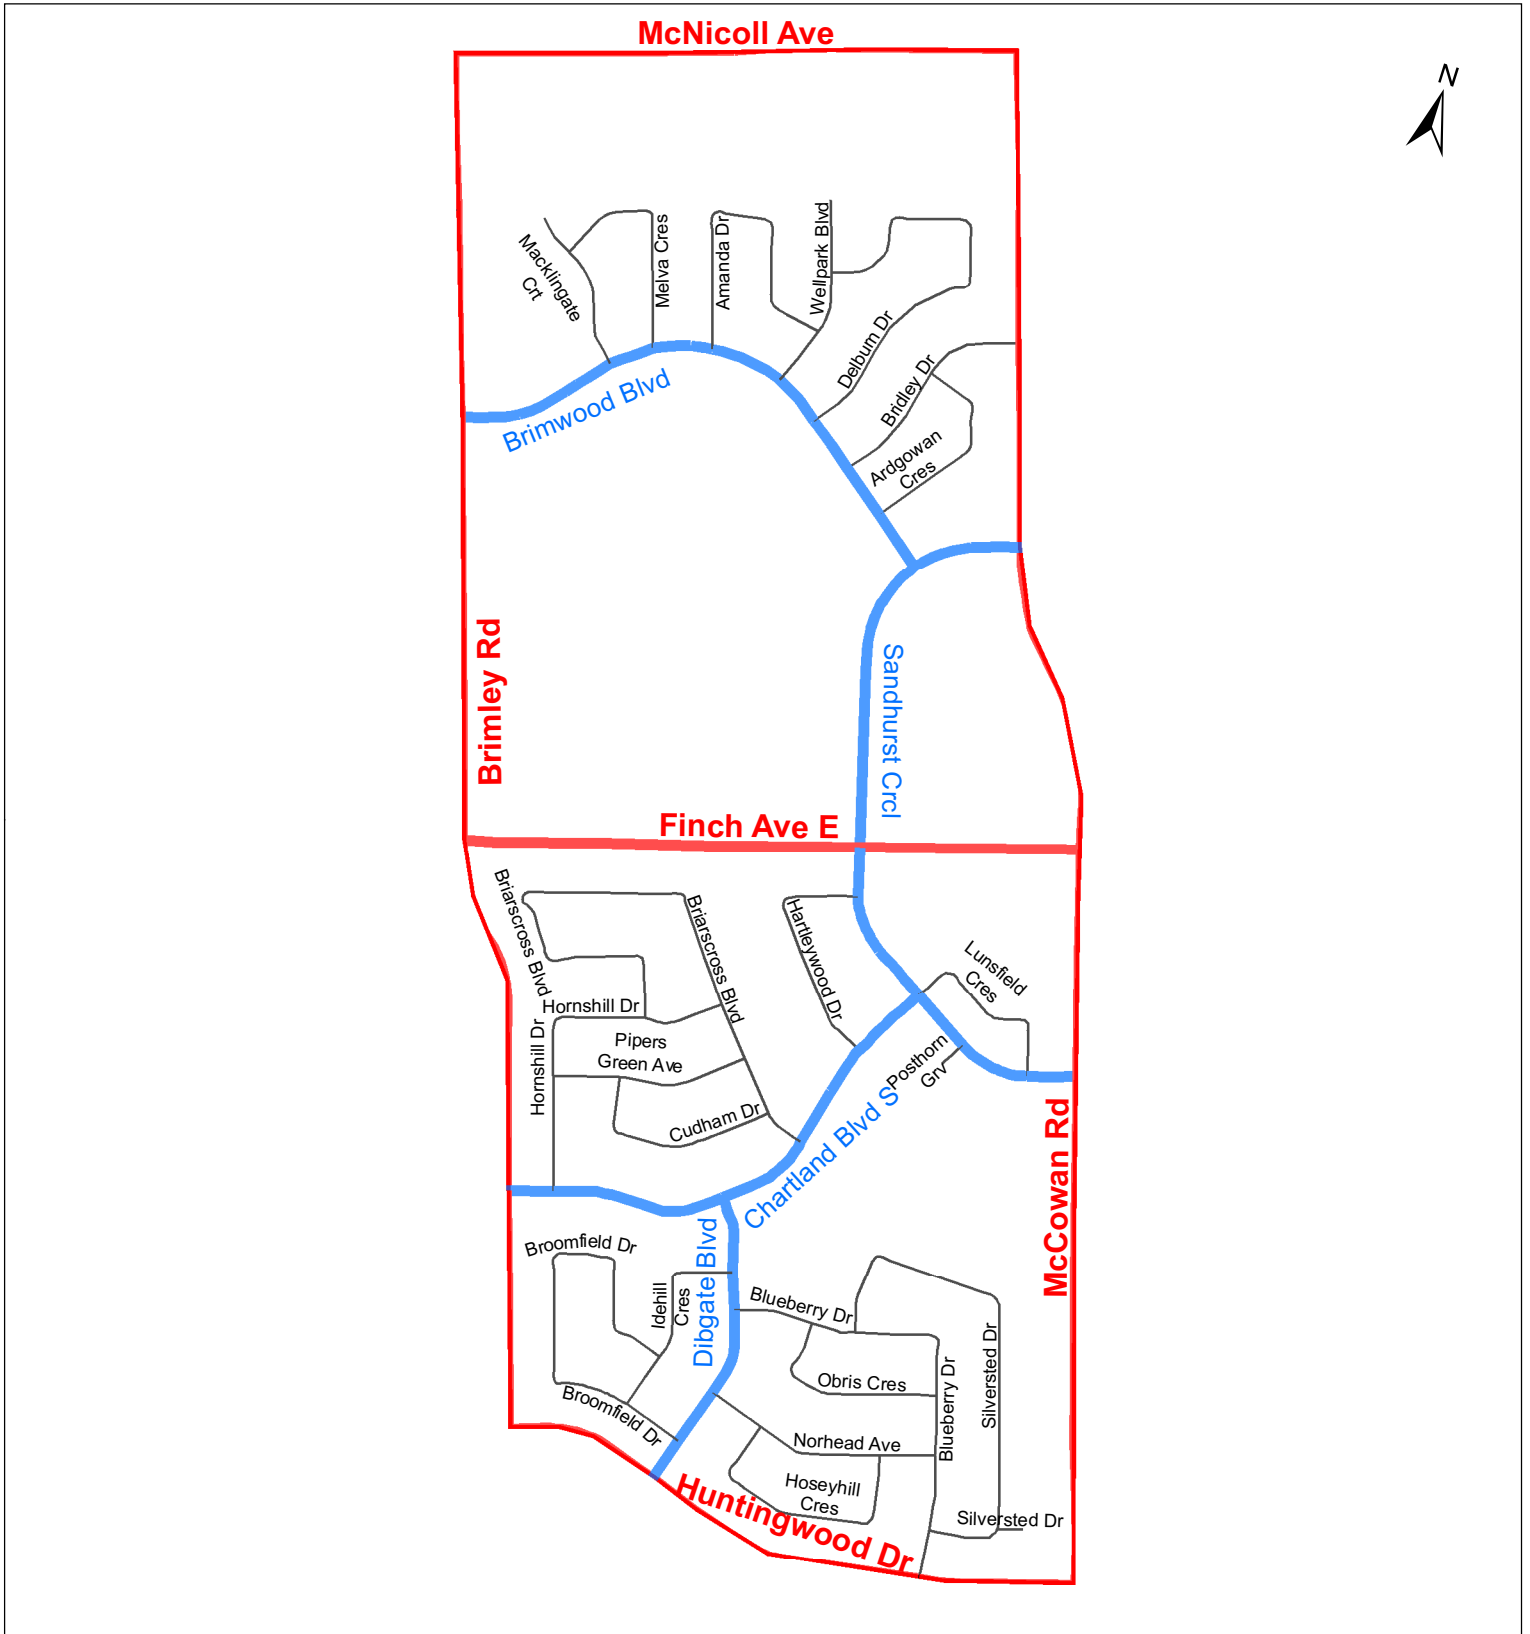 McNicoll Ave
N
Macklingate
Crt
Melva Cres
Amanda Dr
Wellpark Blvd
Delburn Dr
Bridley Dr
Ardgowan
Cres
Brimwood Blvd
Brimley Rd
Sandhurst Crcl
Finch Ave E
Briarscross Blvd
Briarscross Blvd
Hartleywood Dr
Lunsfield
Cres
Hornshill Dr
Hornshill Dr
Pipers
Green Ave
Posthorn
Grv
Cudham Dr
Chartland Blvd S
McCowan Rd
Broomfield Dr
Idehill
Cres
Dibgate Blvd
Blueberry Dr
Obris Cres
Blueberry Dr
Silversted Dr
Broomfield Dr
Norhead Ave
Hoseyhill
Cres
Silversted Dr
Huntingwood Dr